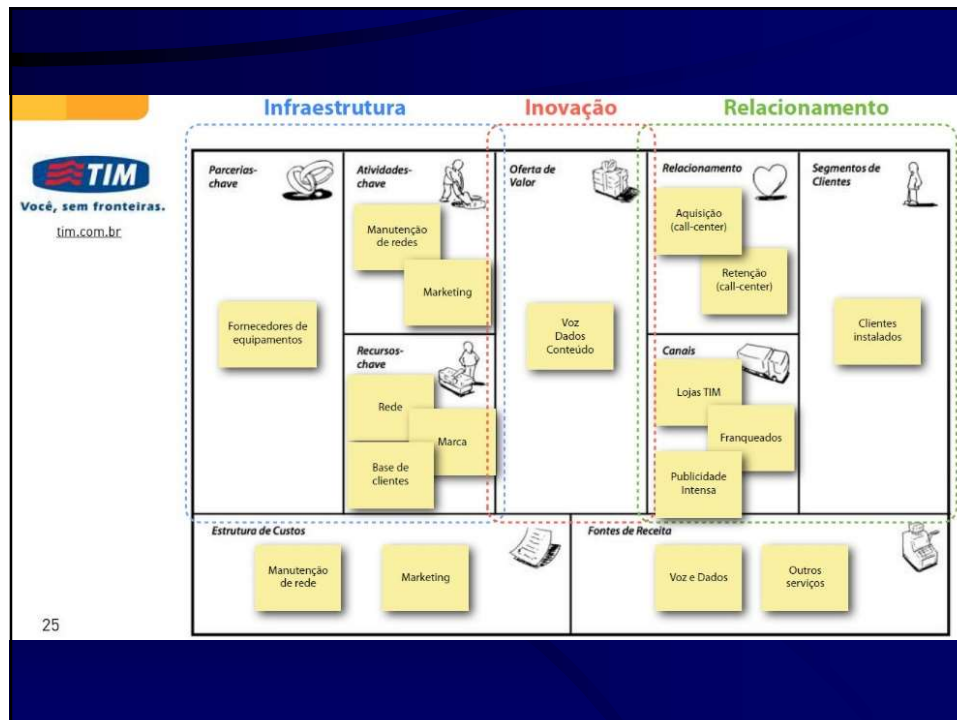 Infraestrutura
Inovação
Relacionamento
TIM
Você, sem fronteiras.
tim.com.br
Parcerias-
chave
Fornecedores de
equipamentos
Atividades-
chave
Manutenção
de redes
Marketing
Recursos-
chave
Rede
Marca
Base de
clientes
Oferta de
Valor
Voz
Dados
Conteúdo
Relacionamento
Aquisição
(call-center)
Retenção
(call-center)
Canais
Lojas TIM
Franqueados
Publicidade
Intensa
Segmentos de
Clientes
Clientes
instalados
Estrutura de Custos
Manutenção
de rede
Marketing
Fontes de Receita
Voz e Dados
Outros
serviços
25